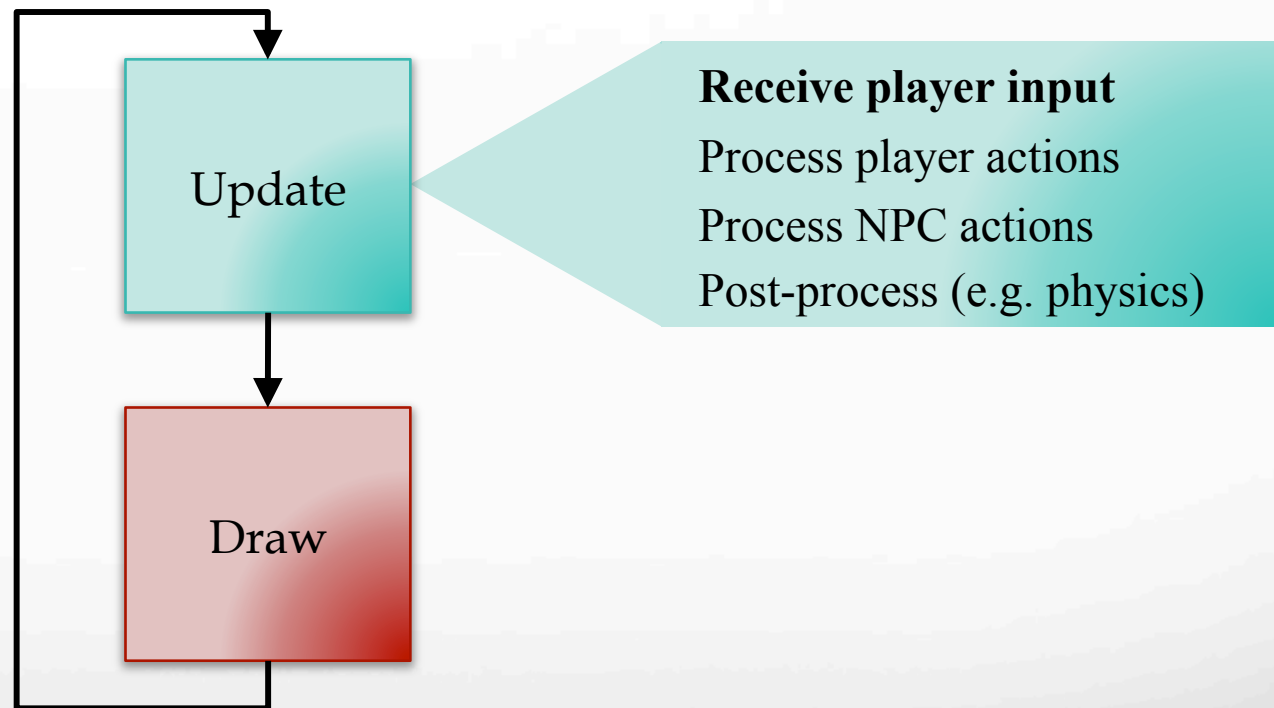 Receive player input
Process player actions
Update
Process NPC actions
Post-process (e.g. physics)
Draw